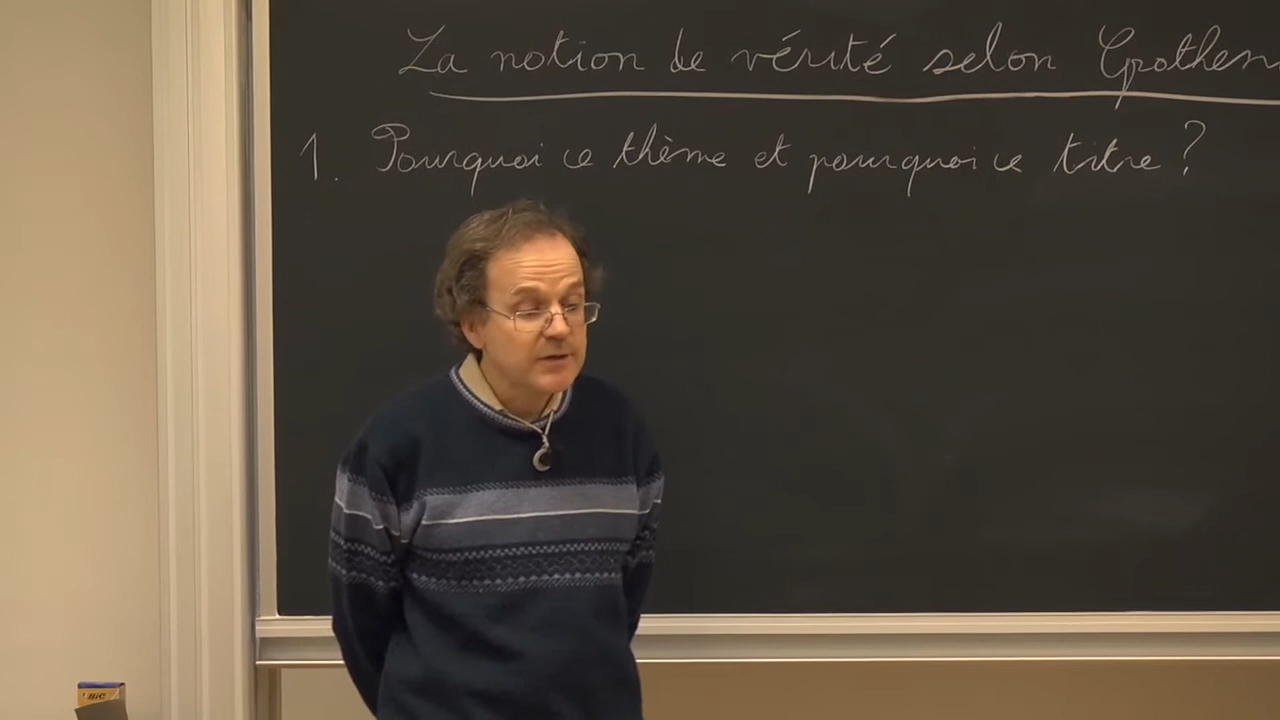 La notion de vérité selon Grothen
1. Pourquoi ce thème et pourquoi ce titre ?
BIC